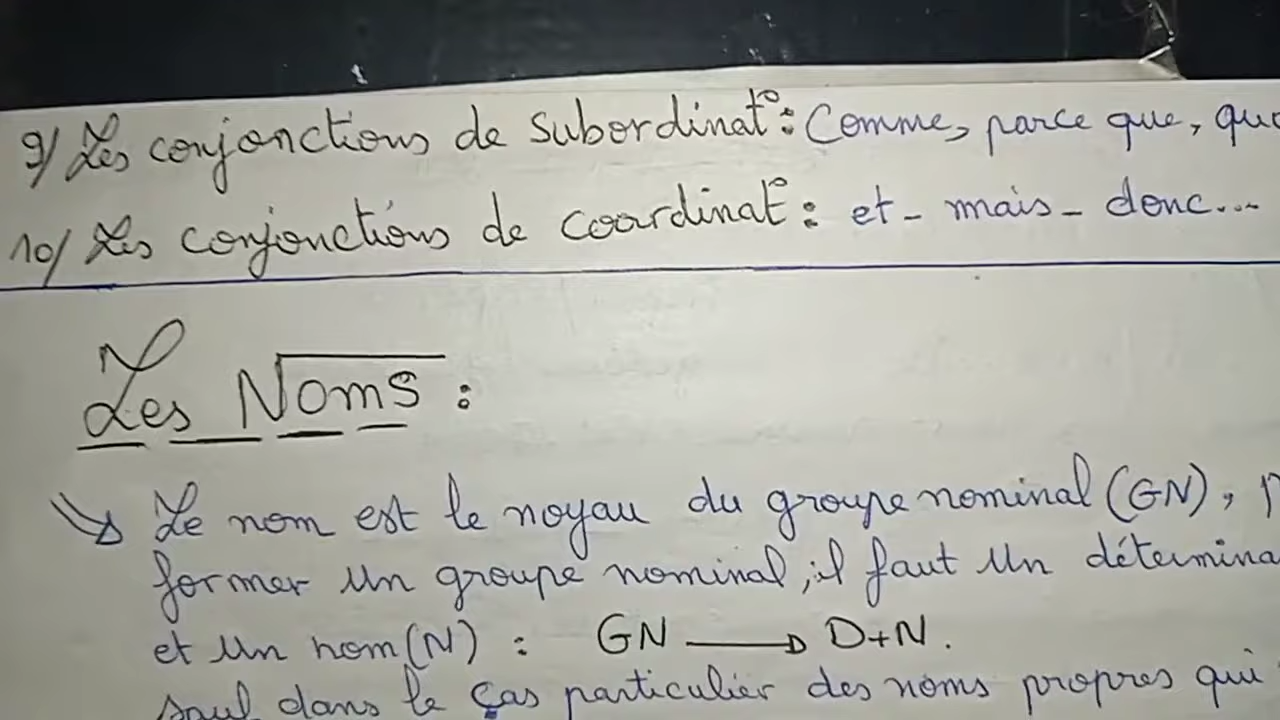 9/ Les conjonctions de subordinat°: Comme, parce que, que
10/ Les conjonctions de coordinat°: et - mais - donc...
Les Noms :
Le nom est le noyau du groupe nominal (GN),
former un groupe nominal, il faut un détermina
et un nom (N) : GN → D+N.
sauf dans le cas particulier des noms propres qui